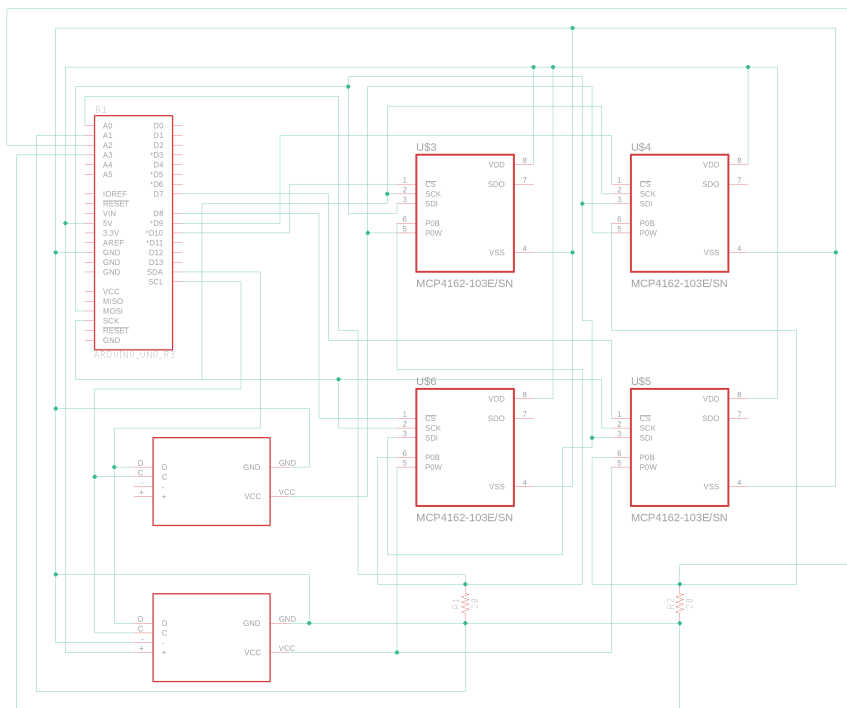 B1
A0 D0
A1 D1
A2 D2
A3 *D3
A4 D4
A5 *D5
*D6
IOREF D7
RESET
VIN D8
5V *D9
3.3V *D10
AREF *D11
GND D12
GND D13
GND SDA
SCL
VCC
MISO
MOSI
SCK
RESET
GND
ARDUINO_UNO_R3
U$3
VDD 8
1 CS SDO 7
2 SCK
3 SDI
6 P0B
5 P0W
VSS 4
MCP4162-103E/SN
U$4
VDD 8
1 CS SDO 7
2 SCK
3 SDI
6 P0B
5 P0W
VSS 4
MCP4162-103E/SN
U$6
VDD 8
1 CS SDO 7
2 SCK
3 SDI
6 P0B
5 P0W
VSS 4
MCP4162-103E/SN
U$5
VDD 8
1 CS SDO 7
2 SCK
3 SDI
6 P0B
5 P0W
VSS 4
MCP4162-103E/SN
D D GND GND
C C
- -
+ + VCC VCC
D D GND GND
C C
- -
+ + VCC VCC
R1
20
R2
20